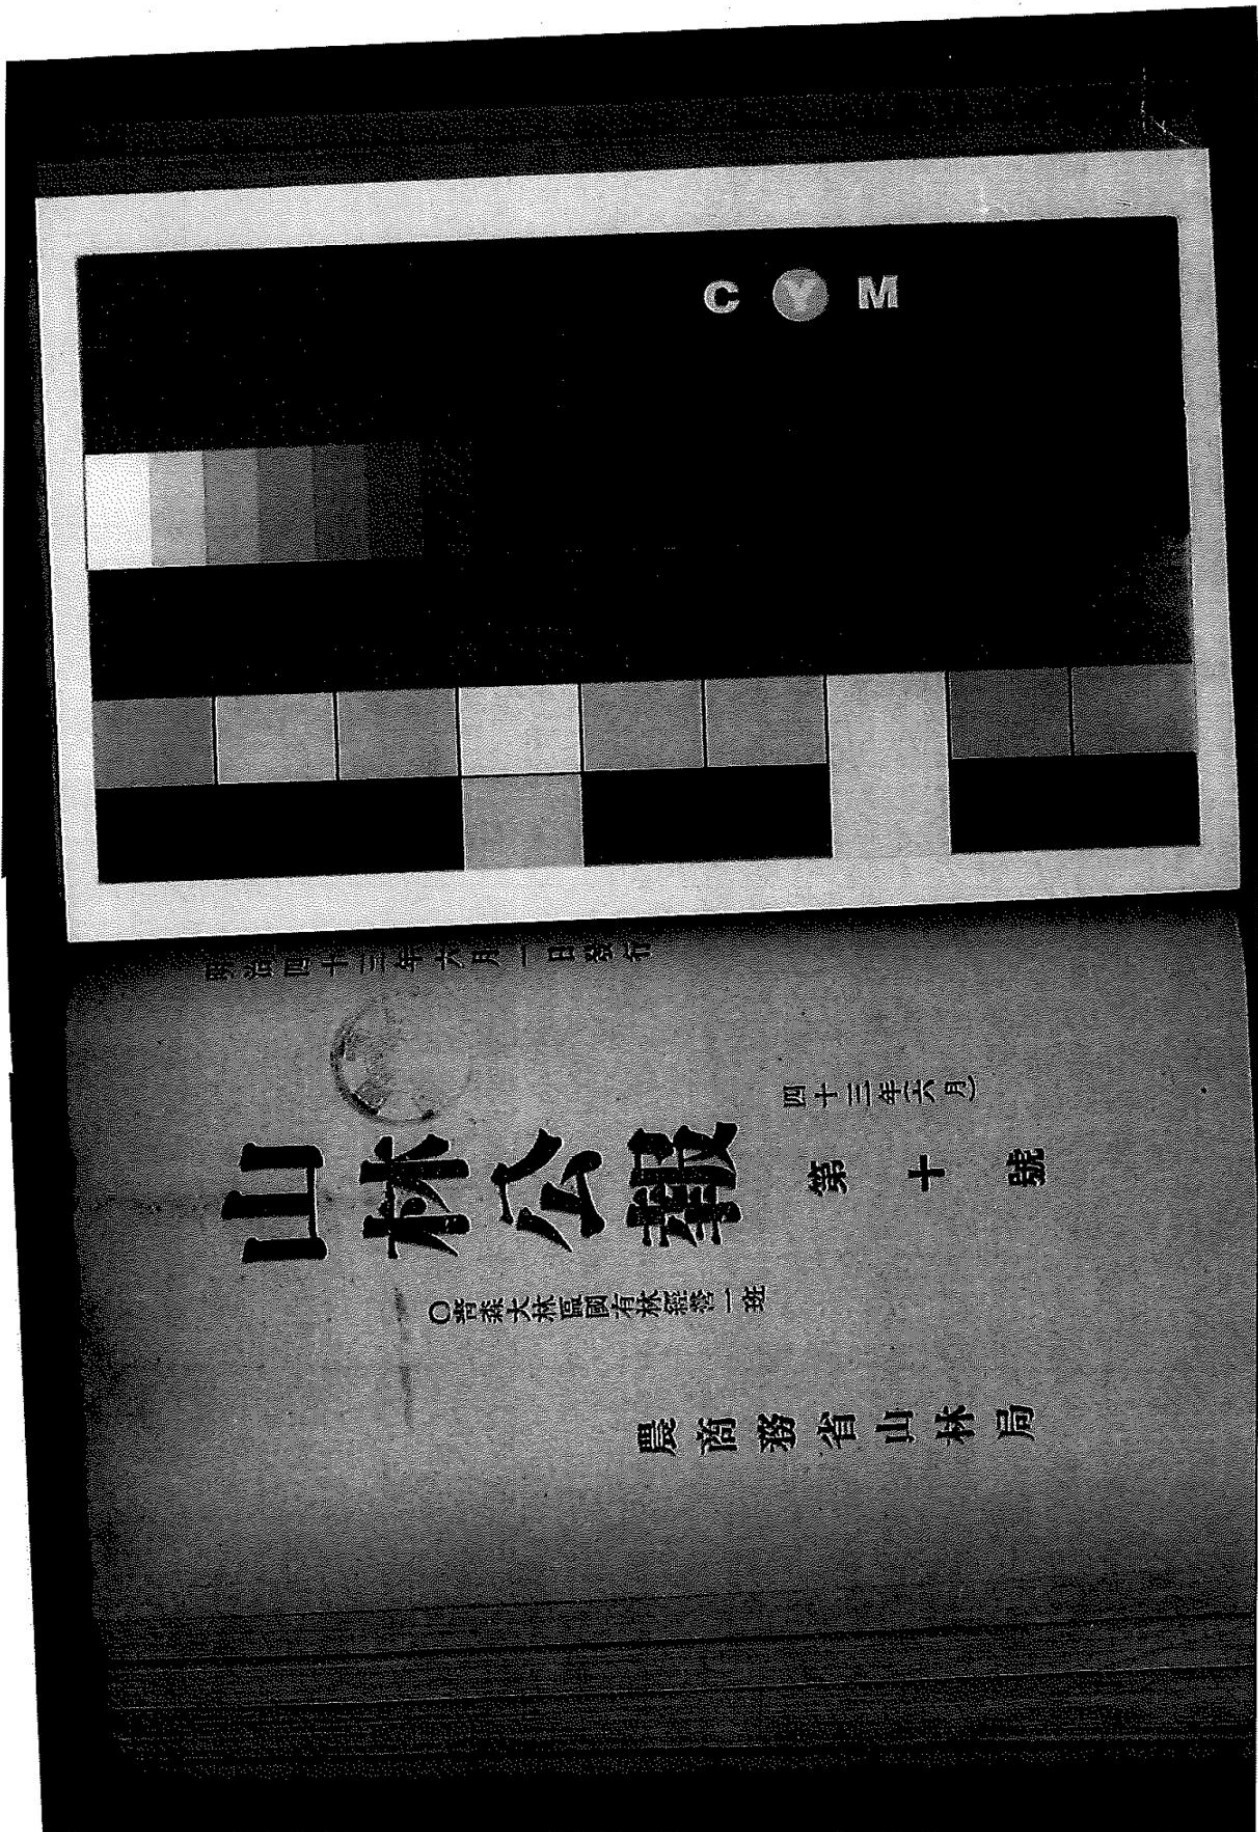 C Y M
明治四十三年六月一日發行
山林公報
四十三年(六月)
第十號
○青森大林區國有林經營一班
農商務省山林局